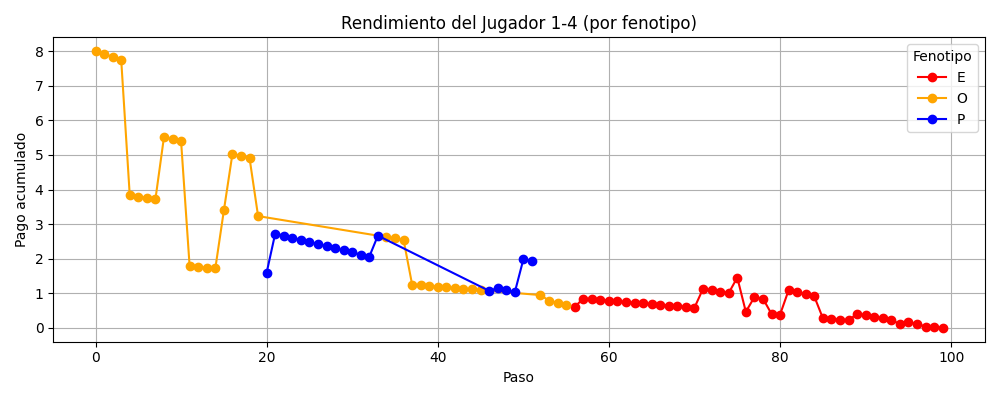 Rendimiento del Jugador 1-4 (por fenotipo)
Pago acumulado
8
7
6
5
4
3
2
1
0
0 20 40 60 80 100
Paso
Fenotipo
E
O
P